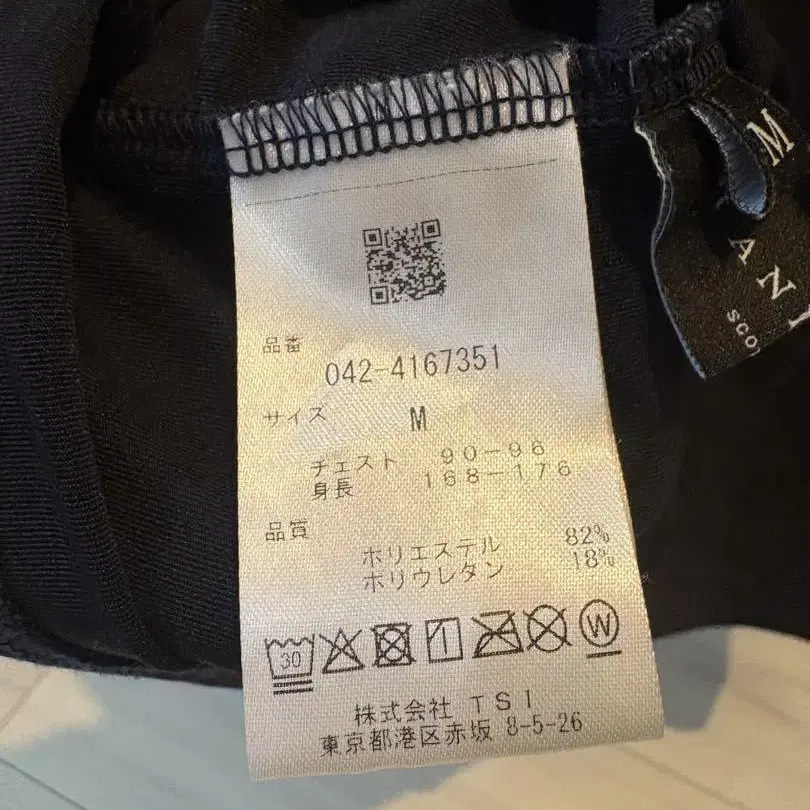 品番
042-4167351
サイズ M
チェスト 90-96
身長 168-176
品質
ポリエステル 82%
ポリウレタン 18%
30 W
株式会社 TSI
東京都港区赤坂 8-5-26
M